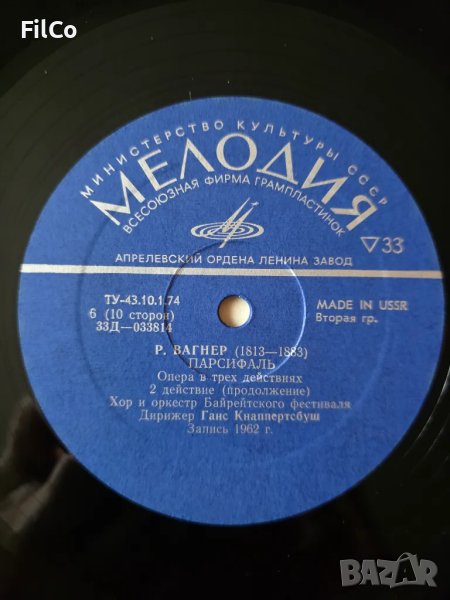 FilCo
МИНИСТЕРСТВО КУЛЬТУРЫ СССР
МЕЛОДИЯ
ВСЕСОЮЗНАЯ ФИРМА ГРАМПЛАСТИНОК
▽33
АПРЕЛЕВСКИЙ ОРДЕНА ЛЕНИНА ЗАВОД
ТУ-43.10.1.74
6 (10 сторон)
33Д—033814
MADE IN USSR
Вторая гр.
Р. ВАГНЕР (1813—1883)
ПАРСИФАЛЬ
Опера в трех действиях
2 действие (продолжение)
Хор и оркестр Байрейтского фестиваля
Дирижер Ганс Кнаппертсбуш
Запись 1962 г.
BAZAR
.bg